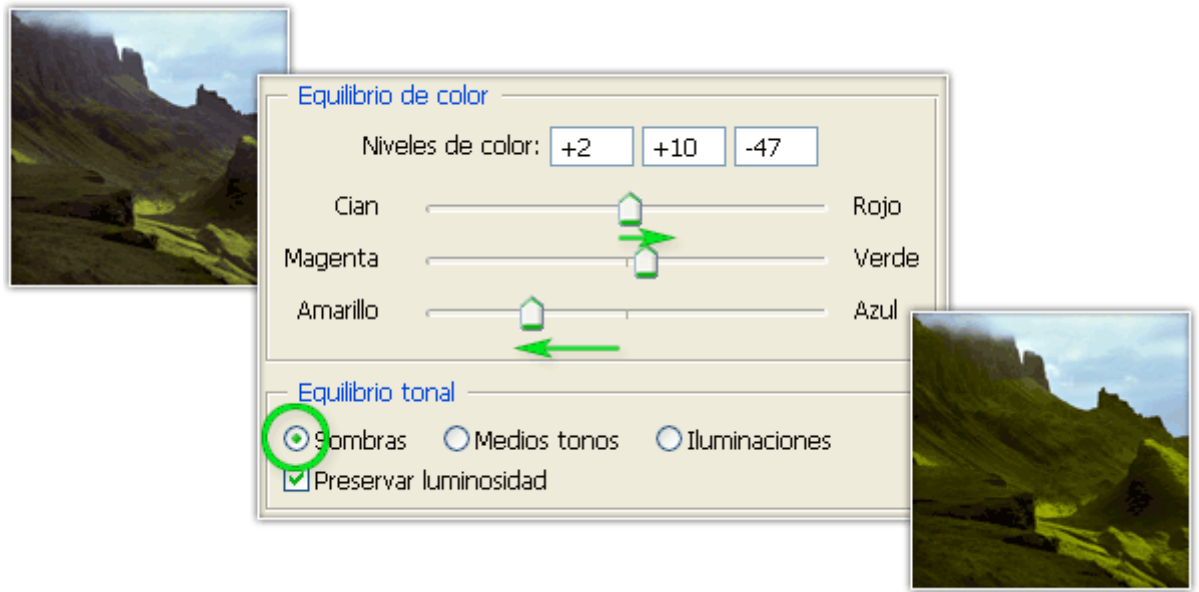 Equilibrio de color
Niveles de color: +2 +10 -47
Cian Rojo
Magenta Verde
Amarillo Azul
Equilibrio tonal
Sombras Medios tonos Iluminaciones
Preservar luminosidad